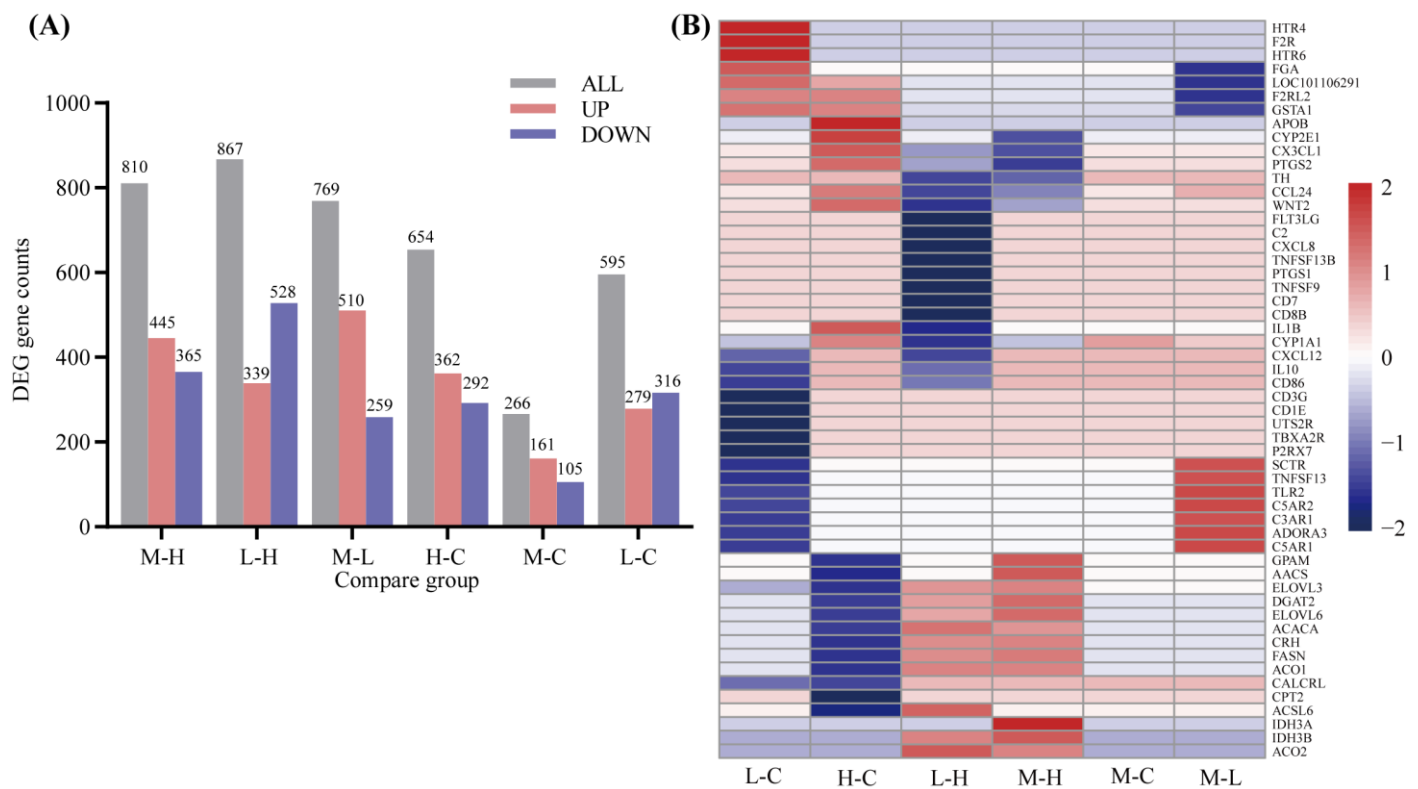 (A)
ALL
UP
DOWN
DEG gene counts
1000
800
600
400
200
0
810
445
365
867
339
528
769
510
259
654
362
292
266
161
105
595
279
316
M-H
L-H
M-L
H-C
M-C
L-C
Compare group
(B)
HTR4
F2R
HTR6
FGA
LOC101106291
F2RL2
GSTA1
APOB
CYP2E1
CX3CL1
PTGS2
TH
CCL24
WNT2
FLT3LG
C2
CXCL8
TNFSF13B
PTGS1
TNFSF9
CD7
CD8B
IL1B
CYP1A1
CXCL12
IL10
CD86
CD3G
CD1E
UTS2R
TBXA2R
P2RX7
SCTR
TNFSF13
TLR2
C5AR2
C3AR1
ADORA3
C5AR1
GPAM
AACS
ELOVL3
DGAT2
ELOVL6
ACACA
CRH
FASN
ACO1
CALCRL
CPT2
ACSL6
IDH3A
IDH3B
ACO2
L-C
H-C
L-H
M-H
M-C
M-L
2
1
0
−1
−2